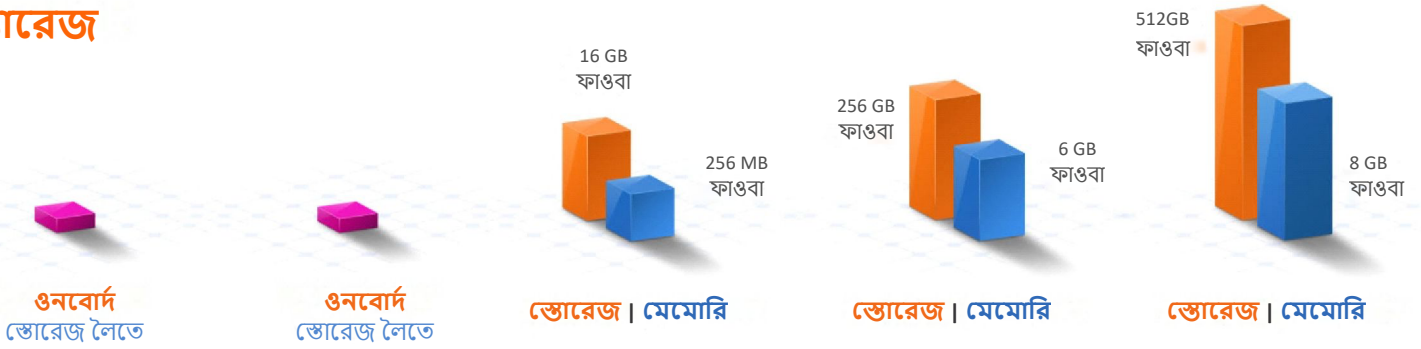 512GB
ফাওবা
16 GB
ফাওবা
256 GB
ফাওবা
6 GB
ফাওবা
256 MB
ফাওবা
8 GB
ফাওবা
ওনবোর্দ
স্তোরেজ লৈতে
ওনবোর্দ
স্তোরেজ লৈতে
স্তোরেজ | মেমোরি
স্তোরেজ | মেমোরি
স্তোরেজ | মেমোরি